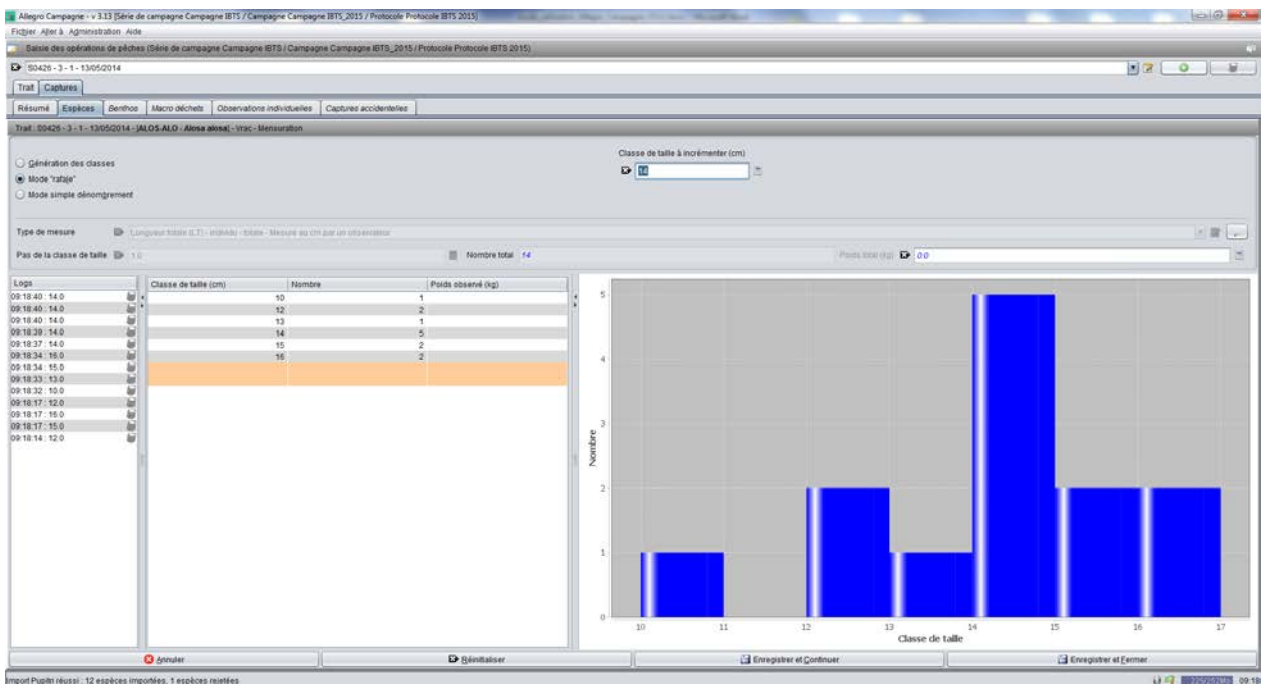 Allegro Campagne - v 3.13 [Série de campagne Campagne IBTS / Campagne Campagne IBTS_2015 / Protocole Protocole IBTS 2015]
Fichier Aller à Administration Aide
Saisie des opérations de pêches (Série de campagne Campagne IBTS / Campagne Campagne IBTS_2015 / Protocole Protocole IBTS 2015)
S0426 - 3 - 1 - 13/05/2014
Trait Captures
Résumé Espèces Benthos Macro déchets Observations individuelles Captures accidentelles
Trait : S0426 - 3 - 1 - 13/05/2014 - [ALOS-ALO - Alosa alosa] - Vrac - Mensuration
Classe de taille à incrémenter (cm)
Génération des classes
14
Mode "rafale"
Mode simple dénombrement
Type de mesure Longueur totale (LT) - Individu - totale - Mesure au cm par un observateur
Pas de la classe de taille 1.0 Nombre total 14 Poids total (kg) 0.0
Logs Classe de taille (cm) Nombre Poids observé (kg)
09:18:40 : 14.0 10 1
09:18:40 : 14.0 12 2
09:18:40 : 14.0 13 1
09:18:39 : 14.0 14 5
09:18:37 : 14.0 15 2
09:18:34 : 16.0 16 2
09:18:34 : 15.0
09:18:33 : 13.0
09:18:32 : 10.0
09:18:17 : 12.0
09:18:17 : 16.0
09:18:17 : 15.0
09:18:14 : 12.0
5
4
3
2
1
0
Nombre
10 11 12 13 14 15 16 17
Classe de taille
Annuler Réinitialiser Enregistrer et Continuer Enregistrer et Fermer
Import Pupitri réussi : 12 espèces importées, 1 espèces rejetées 09:18